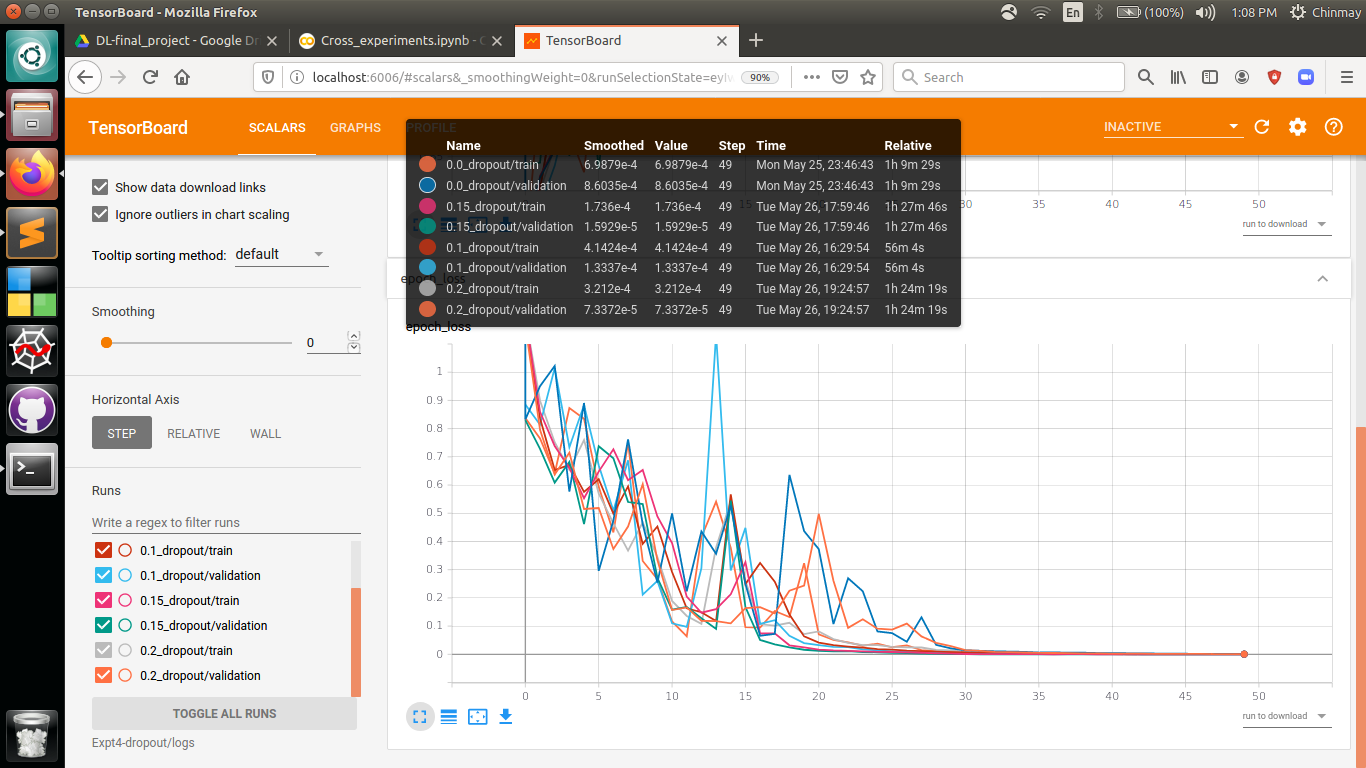 TensorBoard - Mozilla Firefox
En
(100%)
1:08 PM
Chinmay
DL-final_project - Google Dr
Cross_experiments.ipynb - C
TensorBoard
localhost:6006/#scalars&_smoothingWeight=0&runSelectionState=eyIw
90%
Search
TensorBoard
SCALARS
GRAPHS
PROFILE
INACTIVE
Show data download links
Ignore outliers in chart scaling
Tooltip sorting method: default
Smoothing
0
Horizontal Axis
STEP RELATIVE WALL
Runs
Write a regex to filter runs
0.1_dropout/train
0.1_dropout/validation
0.15_dropout/train
0.15_dropout/validation
0.2_dropout/train
0.2_dropout/validation
TOGGLE ALL RUNS
Expt4-dropout/logs
Name Smoothed Value Step Time Relative
0.0_dropout/train 6.9879e-4 6.9879e-4 49 Mon May 25, 23:46:43 1h 9m 29s
0.0_dropout/validation 8.6035e-4 8.6035e-4 49 Mon May 25, 23:46:43 1h 9m 29s
0.15_dropout/train 1.736e-4 1.736e-4 49 Tue May 26, 17:59:46 1h 27m 46s
0.15_dropout/validation 1.5929e-5 1.5929e-5 49 Tue May 26, 17:59:46 1h 27m 46s
0.1_dropout/train 4.1424e-4 4.1424e-4 49 Tue May 26, 16:29:54 56m 4s
0.1_dropout/validation 1.3337e-4 1.3337e-4 49 Tue May 26, 16:29:54 56m 4s
0.2_dropout/train 3.212e-4 3.212e-4 49 Tue May 26, 19:24:57 1h 24m 19s
0.2_dropout/validation 7.3372e-5 7.3372e-5 49 Tue May 26, 19:24:57 1h 24m 19s
30 35 40 45 50
run to download
epoch_loss
epoch_loss
1
0.9
0.8
0.7
0.6
0.5
0.4
0.3
0.2
0.1
0
0 5 10 15 20 25 30 35 40 45 50
run to download